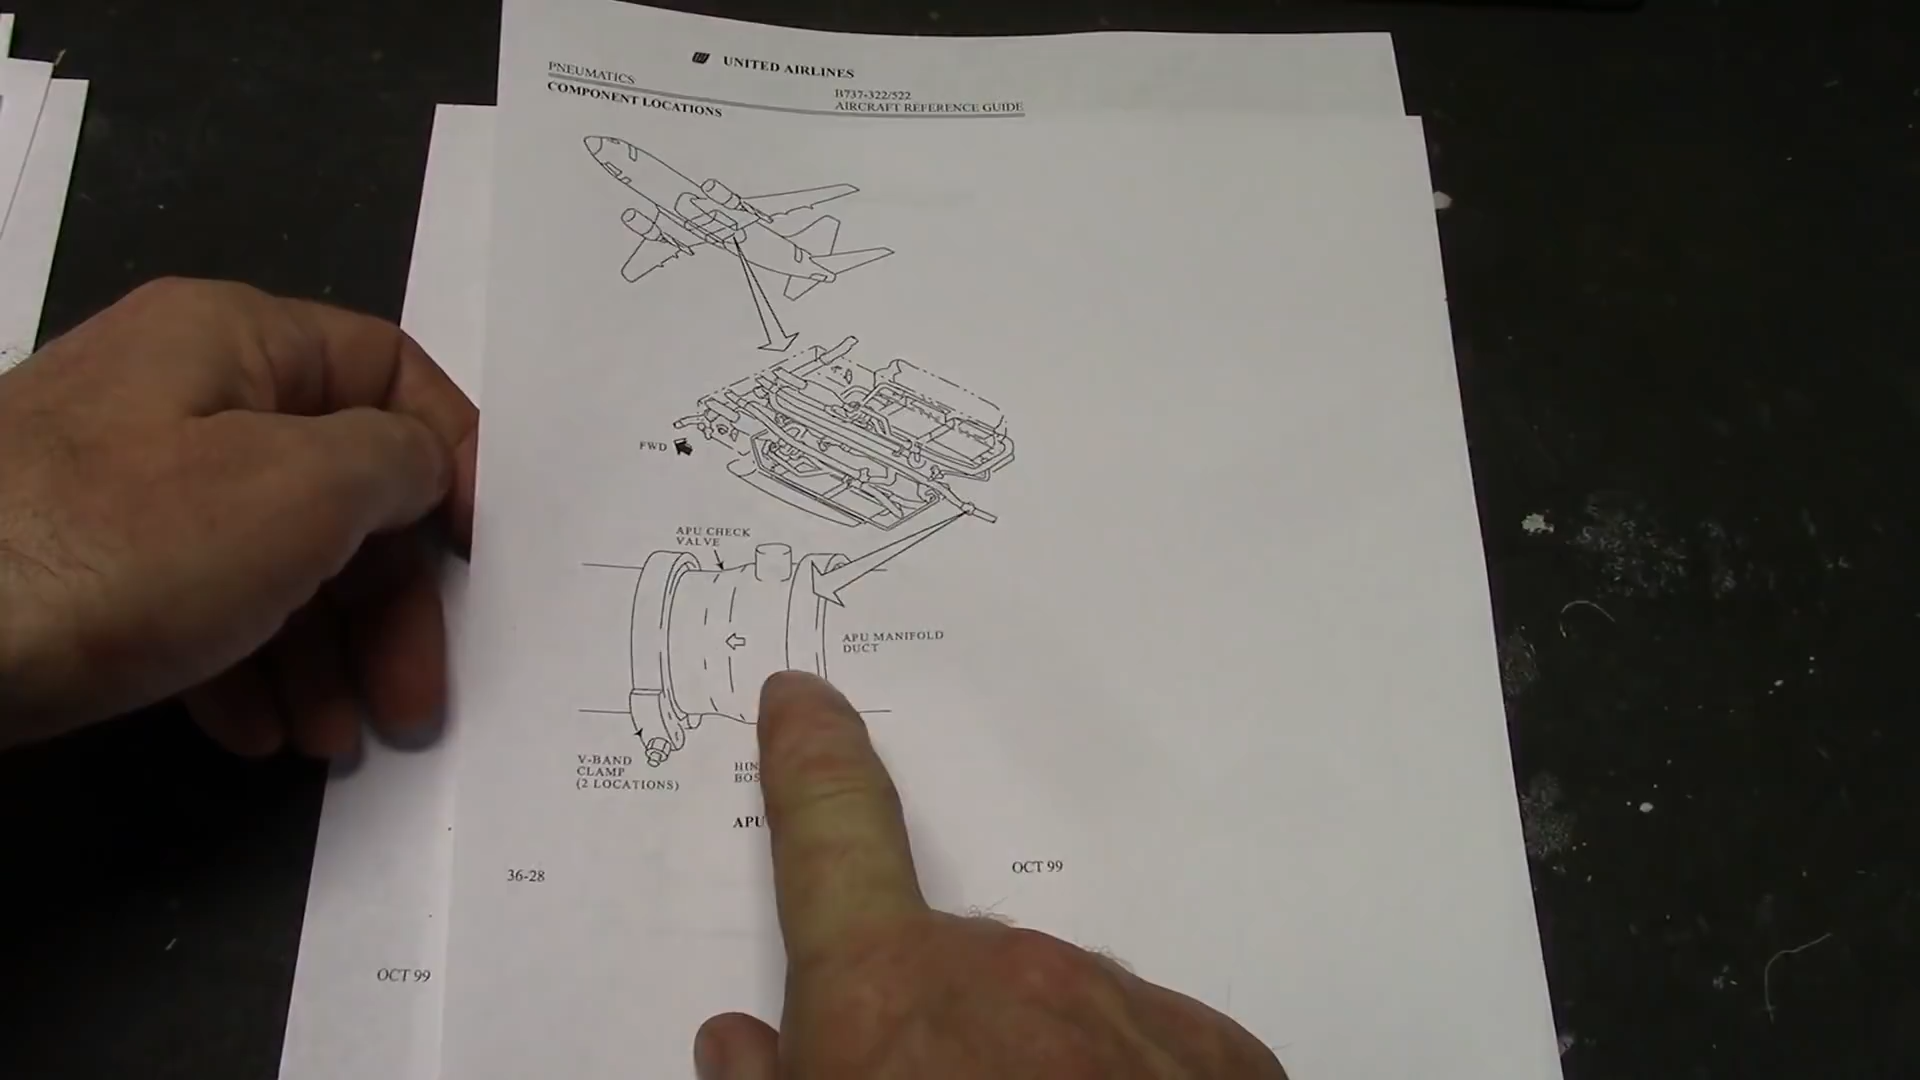 UNITED AIRLINES
PNEUMATICS
B737-322/522
COMPONENT LOCATIONS
AIRCRAFT REFERENCE GUIDE
FWD
APU CHECK
VALVE
APU MANIFOLD
DUCT
V-BAND
CLAMP
(2 LOCATIONS)
APU
36-28
OCT 99
OCT 99